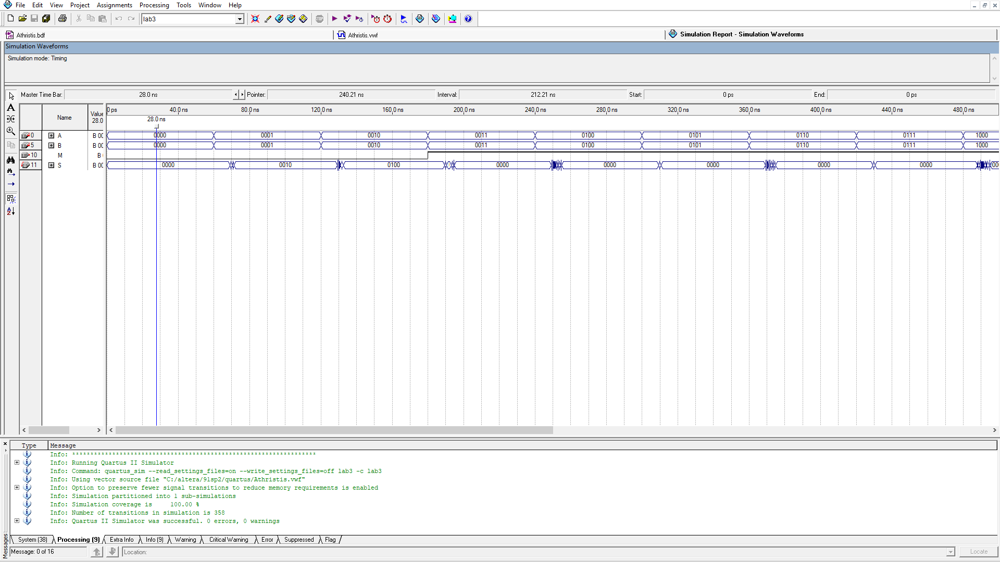 File Edit View Project Assignments Processing Tools Window Help
lab3
Athristis.bdf Athristis.vwf Simulation Report - Simulation Waveforms
Simulation Waveforms
Simulation mode: Timing
Master Time Bar: 28.0 ns Pointer: 240.21 ns Interval: 212.21 ns Start: 0 ps End: 0 ps
Name Value 28.0
0 ps 40.0 ns 80.0 ns 120.0 ns 160.0 ns 200.0 ns 240.0 ns 280.0 ns 320.0 ns 360.0 ns 400.0 ns 440.0 ns 480.0 ns
28.0 ns
0 A B 00 0000 0001 0010 0011 0100 0101 0110 0111 1000
5 B B 00 0000 0001 0010 0011 0100 0101 0110 0111 1000
10 M B
11 S B 00 0000 0010 0100 0000 0000 0000 0000 0000 00
Type Message
Info: *******************************************************************
Info: Running Quartus II Simulator
Info: Command: quartus_sim --read_settings_files=on --write_settings_files=off lab3 -c lab3
Info: Using vector source file "C:/altera/91sp2/quartus/Athristis.vwf"
Info: Option to preserve fewer signal transitions to reduce memory requirements is enabled
Info: Simulation partitioned into 1 sub-simulations
Info: Simulation coverage is 100.00 %
Info: Number of transitions in simulation is 358
Info: Quartus II Simulator was successful. 0 errors, 0 warnings
System (38) Processing (9) Extra Info Info (9) Warning Critical Warning Error Suppressed Flag
Messages
Message: 0 of 16 Location: Locate